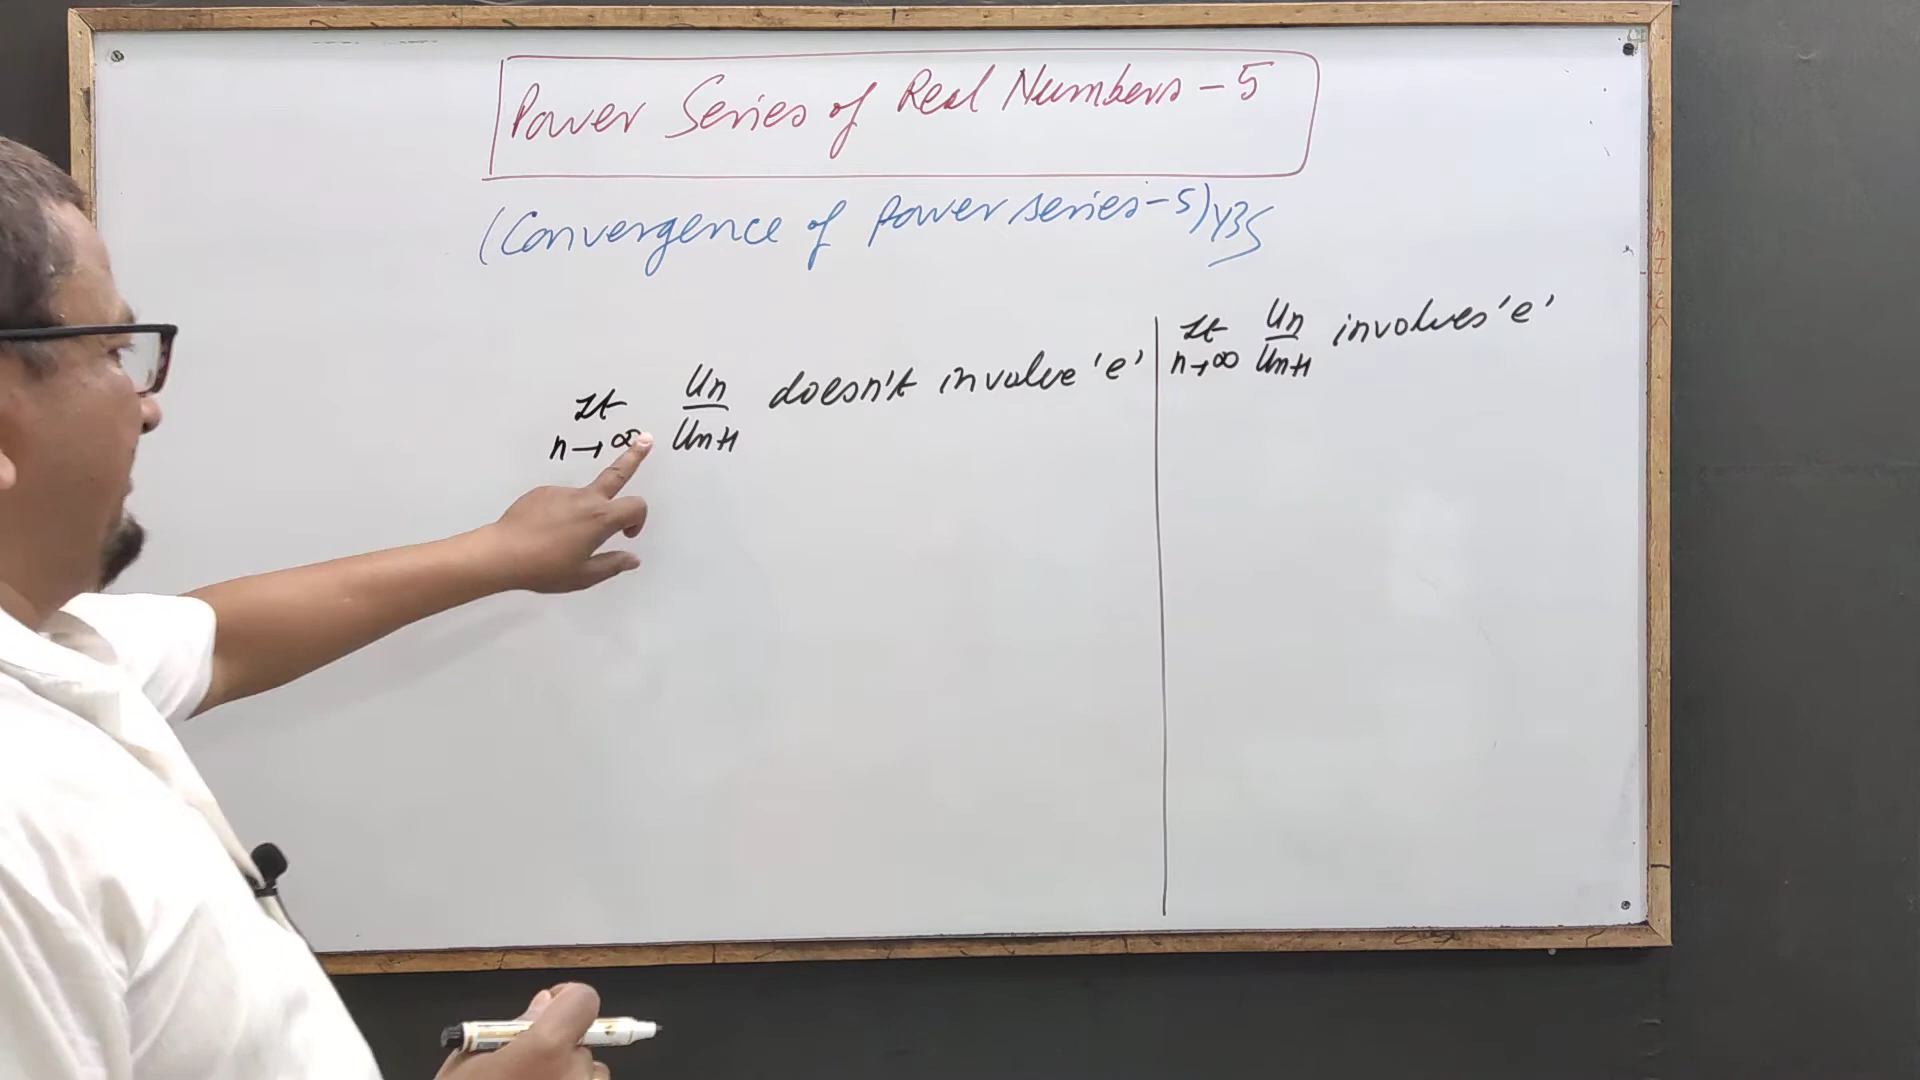 Power Series of Real Numbers-5
(Convergence of power series-5)
Lt Un doesn't involve 'e'
n→∞ Un+1
Lt Un involves 'e'
n→∞ Un+1